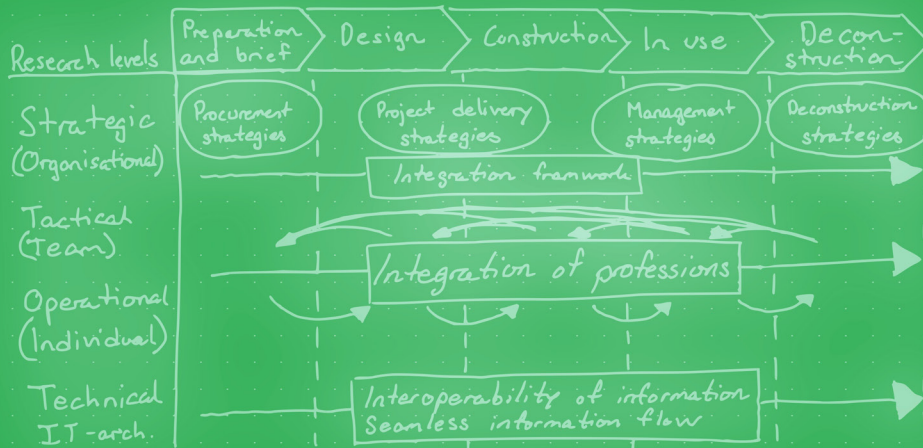 Research levels
Preparation
and brief
Design
Construction
In use
Decon-
struction
Strategic
(Organisational)
Procurement
strategies
Project delivery
strategies
Management
strategies
Deconstruction
strategies
Integration framwork
Tactical
(Team)
Integration of professions
Operational
(Individual)
Technical
IT-arch.
Interoperability of information
Seamless information flow